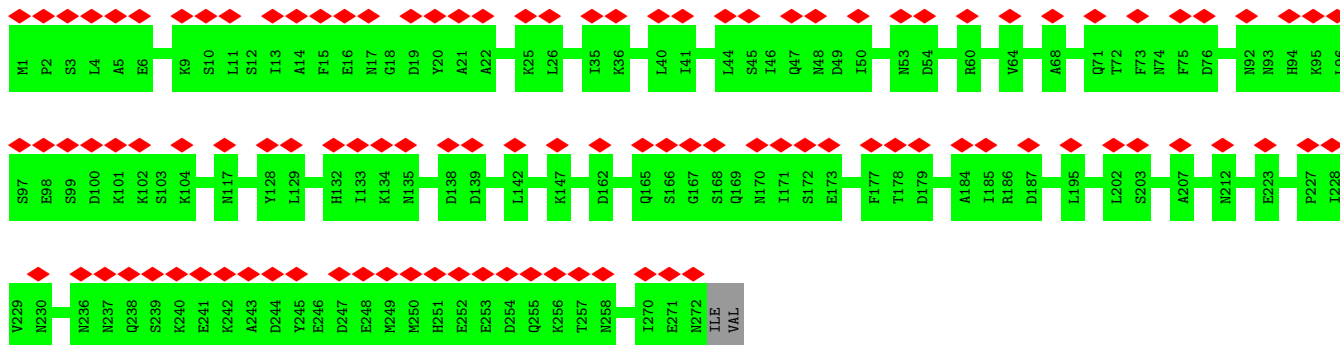 M1 P2 S3 L4 A5 E6 K9 S10 L11 S12 I13 A14 F15 E16 N17 G18 D19 Y20 A21 A22 K25 L26 I35 K36 L40 I41 L44 S45 I46 Q47 N48 D49 I50 N53 D54 R60 V64 A68 Q71 T72 F73 N74 F75 D76 N92 N93 H94 K95 L96
S97 E98 S99 D100 K101 K102 S103 K104 N117 Y128 L129 H132 I133 K134 N135 D138 D139 L142 K147 D162 Q165 S166 G167 S168 Q169 N170 I171 S172 E173 F177 T178 D179 A184 I185 R186 D187 L195 L202 S203 A207 N212 E223 P227 I228
V229 N230 N236 N237 Q238 S239 K240 E241 K242 A243 D244 Y245 E246 D247 E248 M249 M250 H251 E252 E253 D254 Q255 K256 T257 N258 I270 E271 N272 ILE VAL